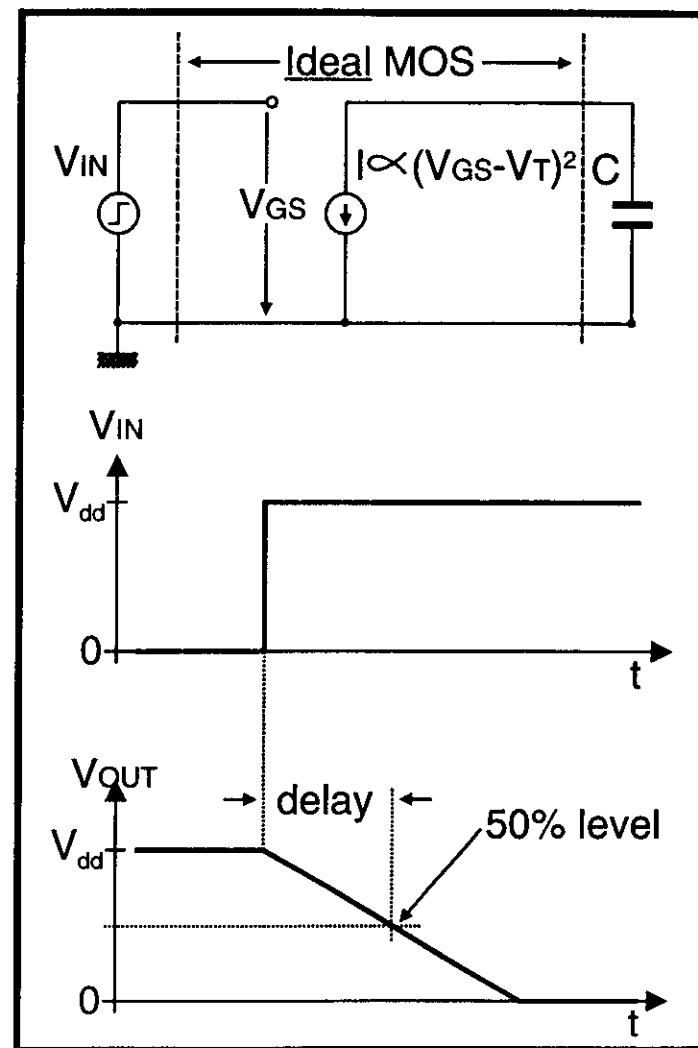 Ideal MOS
VIN
VGS
I∝(VGS-VT)² C
VIN
Vdd
0
t
VOUT
delay
50% level
Vdd
0
t